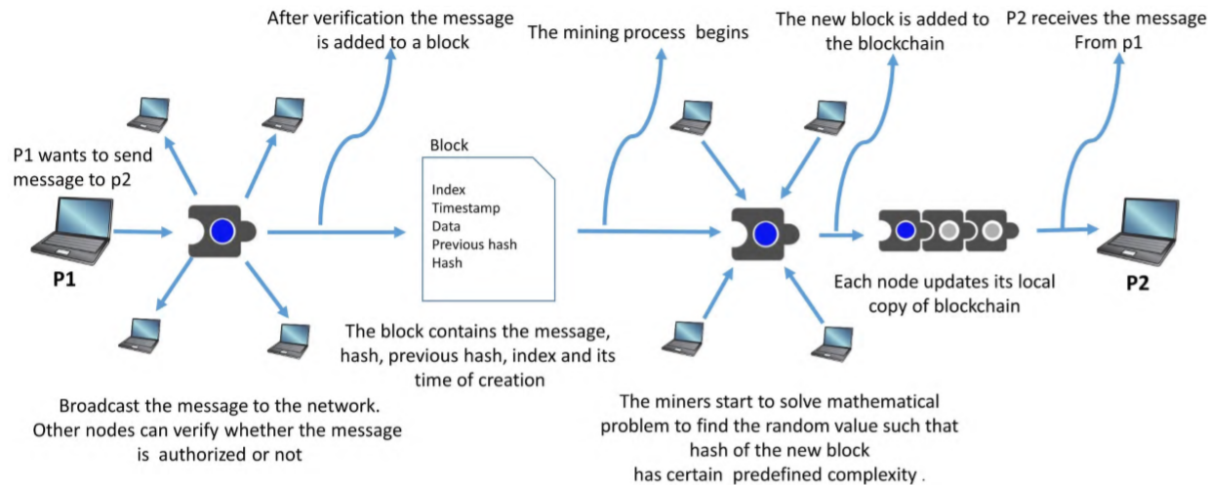 After verification the message
is added to a block
The mining process begins
The new block is added to
the blockchain
P2 receives the message
From p1
P1 wants to send
message to p2
P1
Block
Index
Timestamp
Data
Previous hash
Hash
The block contains the message,
hash, previous hash, index and its
time of creation
Broadcast the message to the network.
Other nodes can verify whether the message
is authorized or not
The miners start to solve mathematical
problem to find the random value such that
hash of the new block
has certain predefined complexity .
Each node updates its local
copy of blockchain
P2